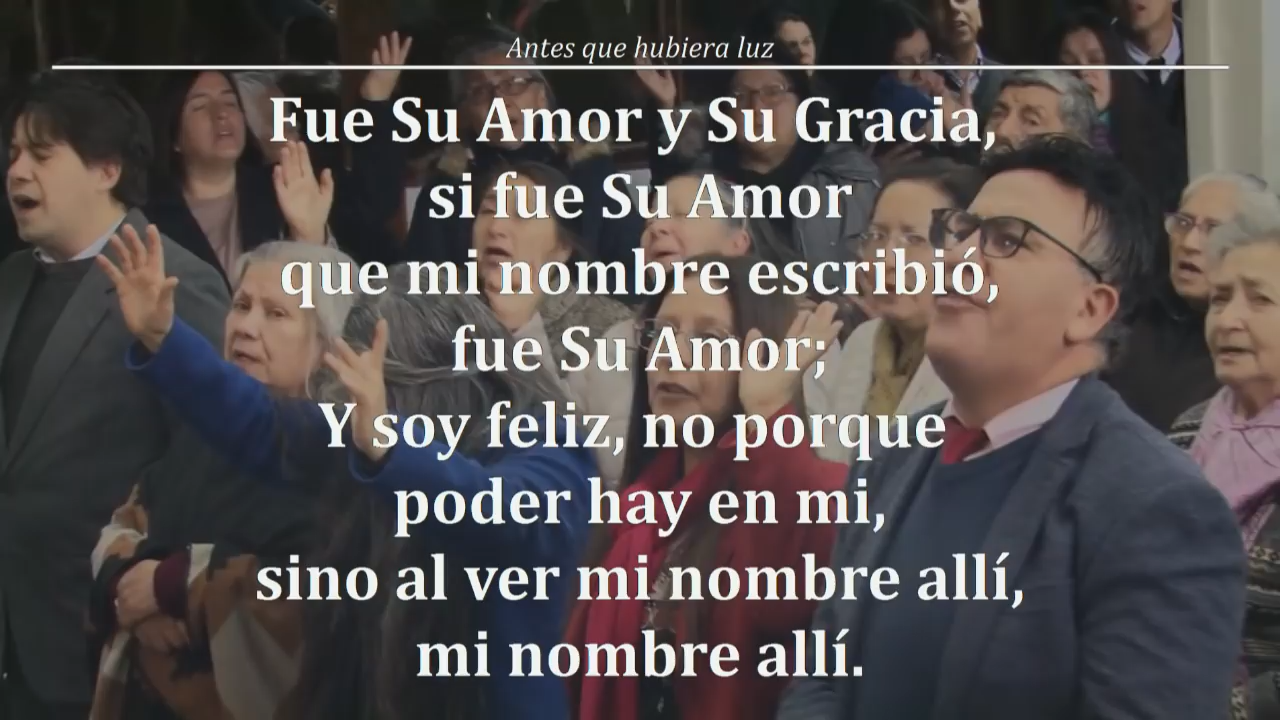 Antes que hubiera luz
Fue Su Amor y Su Gracia,
si fue Su Amor
que mi nombre escribió,
fue Su Amor;
Y soy feliz, no porque
poder hay en mi,
sino al ver mi nombre allí,
mi nombre allí.